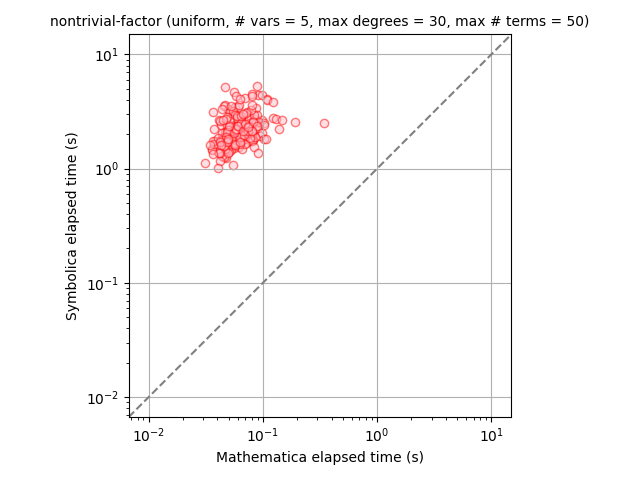 nontrivial-factor (uniform, # vars = 5, max degrees = 30, max # terms = 50)
10¹
10⁰
10⁻¹
10⁻²
Symbolica elapsed time (s)
10⁻²
10⁻¹
10⁰
10¹
Mathematica elapsed time (s)